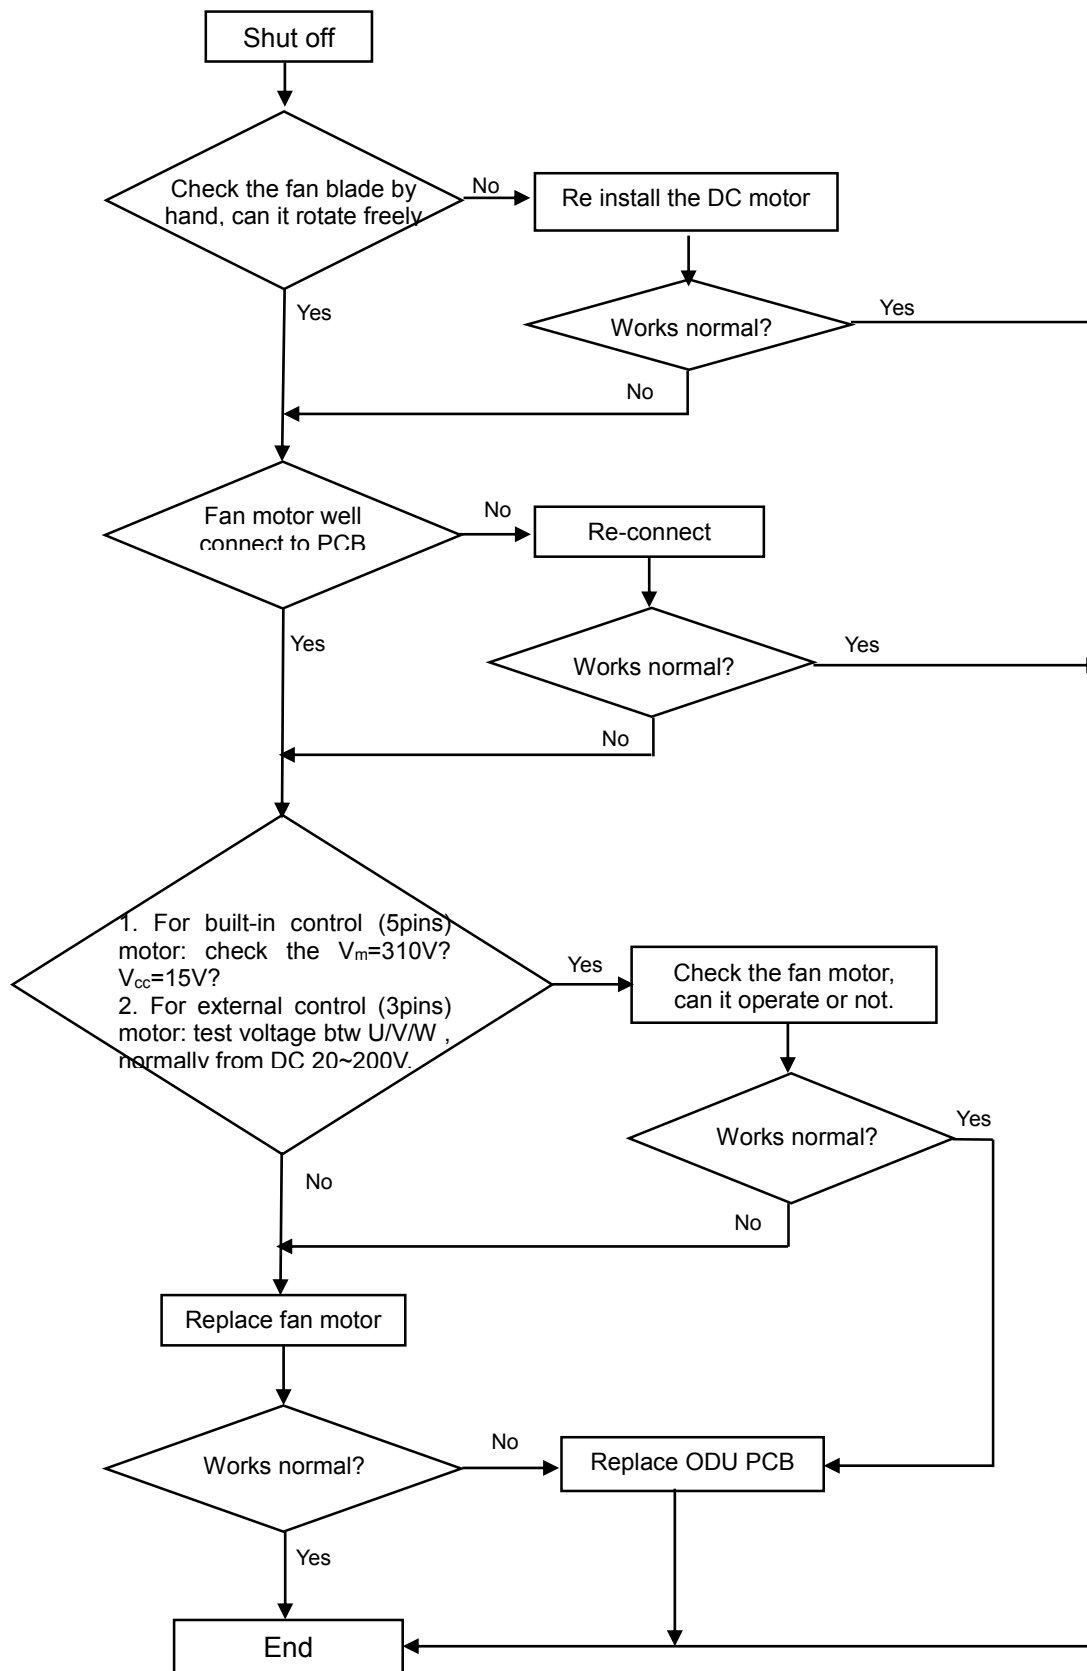 Shut off
Check the fan blade by
hand, can it rotate freely
No
Re install the DC motor
Yes
Works normal?
Yes
No
Fan motor well
connect to PCB
No
Re-connect
Yes
Works normal?
Yes
No
1. For built-in control (5pins)
motor: check the Vm=310V?
Vcc=15V?
2. For external control (3pins)
motor: test voltage btw U/V/W ,
normally from DC 20~200V.
Yes
Check the fan motor,
can it operate or not.
Works normal?
Yes
No
No
Replace fan motor
Works normal?
No
Replace ODU PCB
Yes
End